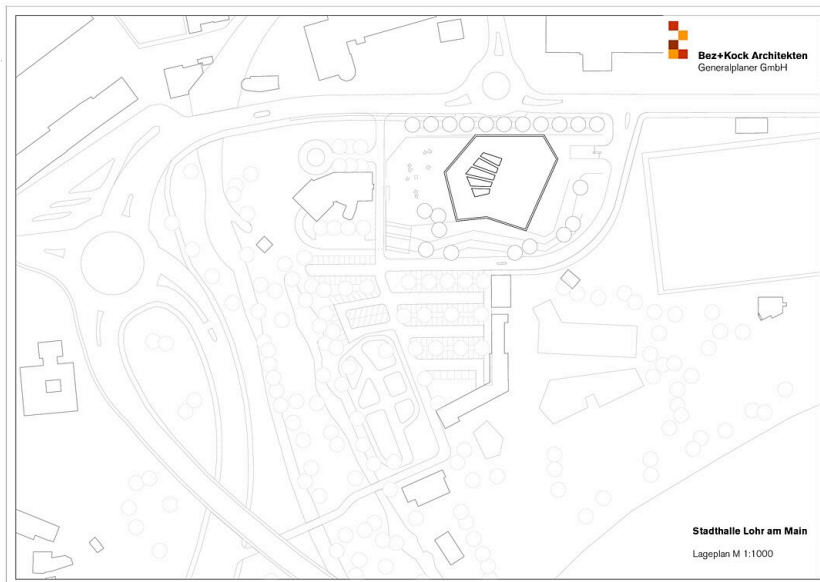 Bez+Kock Architekten
Generalplaner GmbH
Stadthalle Lohr am Main
Lageplan M 1:1000